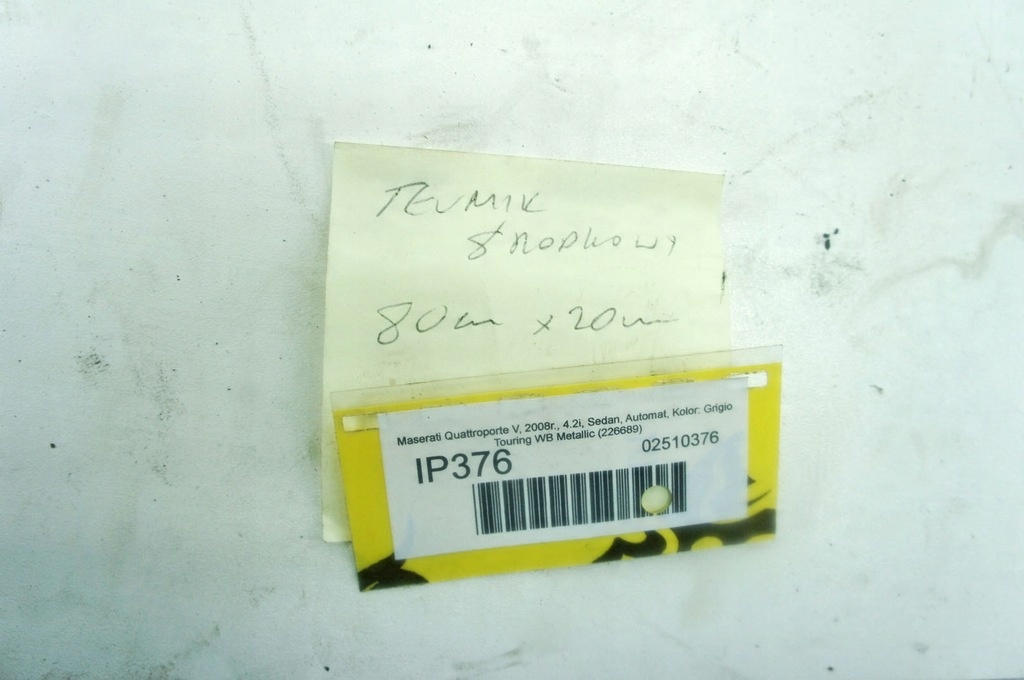 TŁUMIK
ŚRODKOWY
80cm x 20cm
Maserati Quattroporte V, 2008r., 4.2i, Sedan, Automat, Kolor: Grigio
Touring WB Metallic (226689)
IP376
02510376